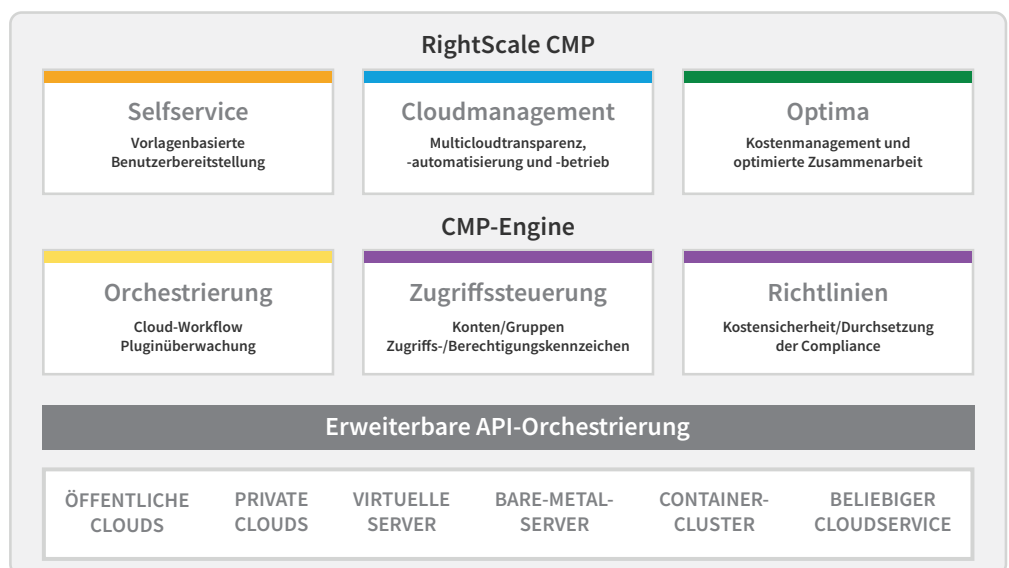 RightScale CMP
Selfservice
Vorlagenbasierte
Benutzerbereitstellung
Cloudmanagement
Multicloudtransparenz,
-automatisierung und -betrieb
Optima
Kostenmanagement und
optimierte Zusammenarbeit
CMP-Engine
Orchestrierung
Cloud-Workflow
Pluginüberwachung
Zugriffssteuerung
Konten/Gruppen
Zugriffs-/Berechtigungskennzeichen
Richtlinien
Kostensicherheit/Durchsetzung
der Compliance
Erweiterbare API-Orchestrierung
ÖFFENTLICHE
CLOUDS
PRIVATE
CLOUDS
VIRTUELLE
SERVER
BARE-METAL-
SERVER
CONTAINER-
CLUSTER
BELIEBIGER
CLOUDSERVICE